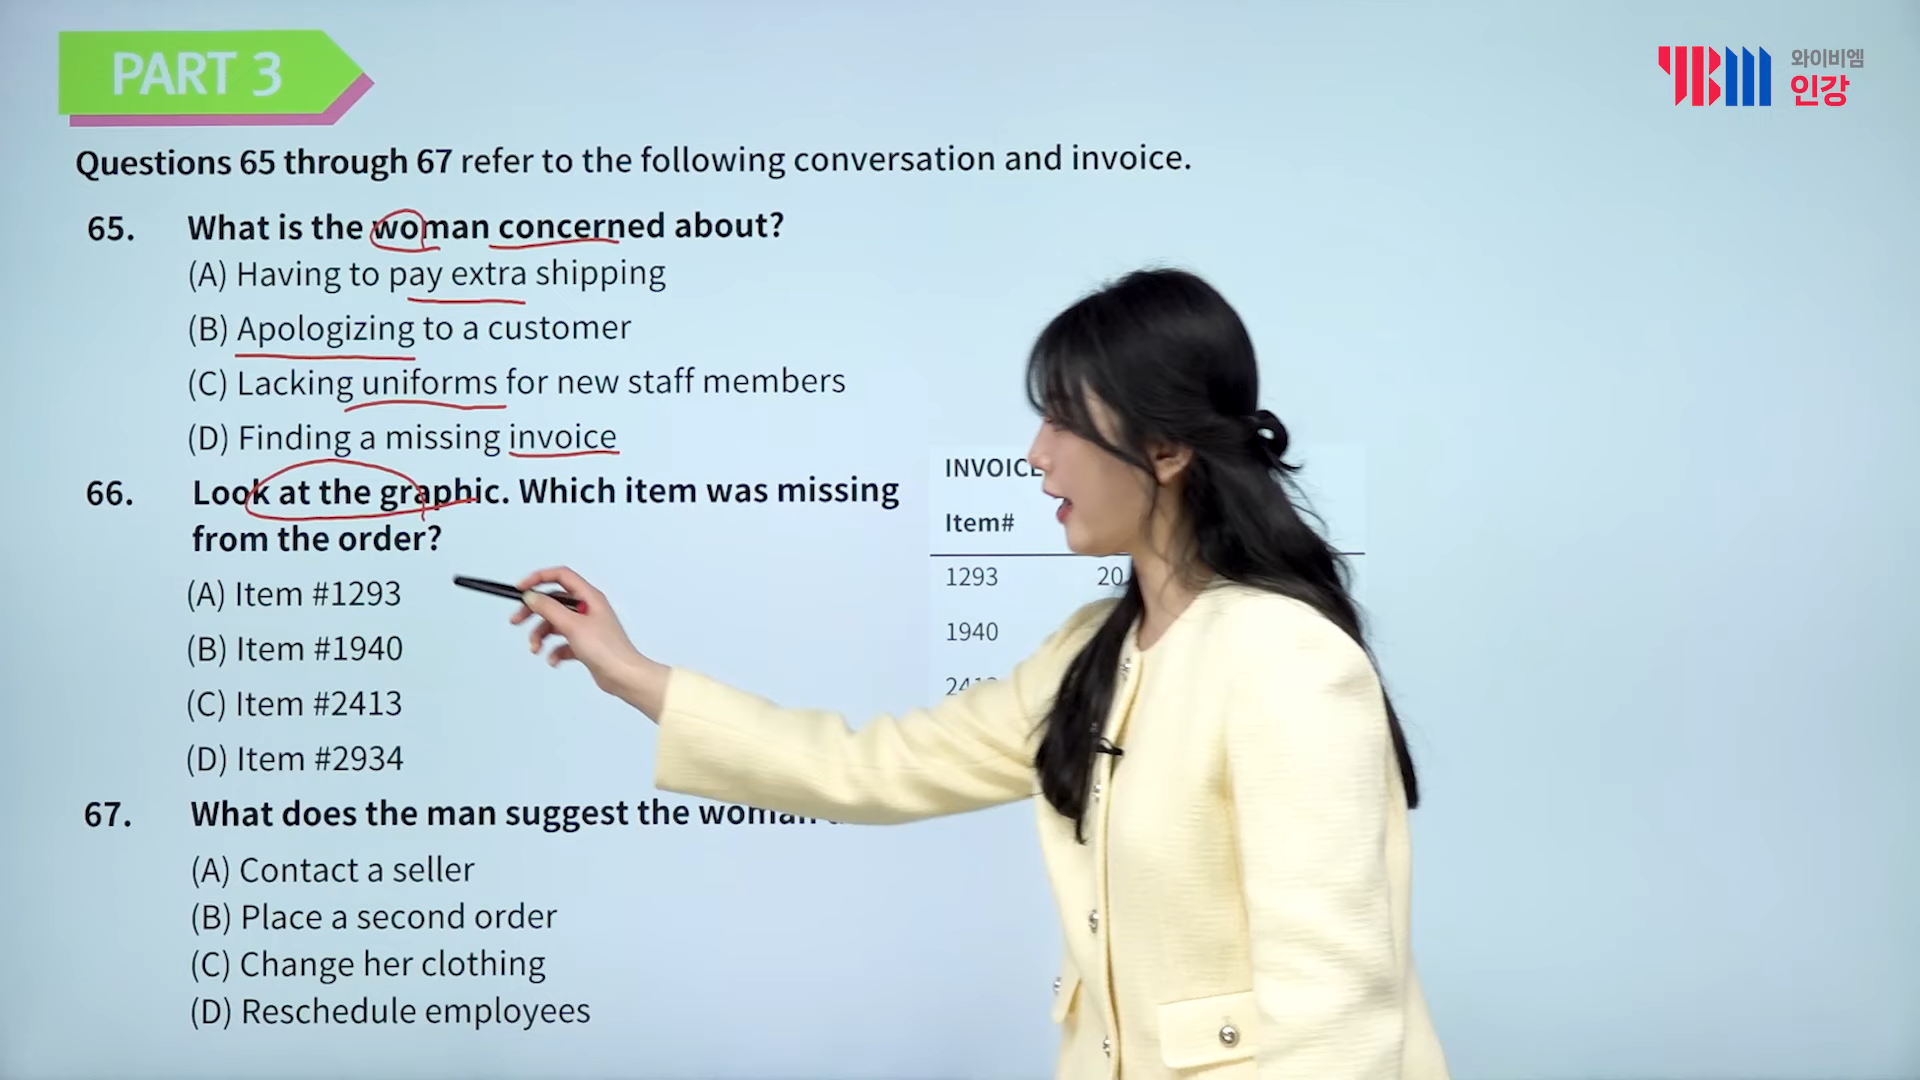 PART 3
YBM 와이비엠
인강
Questions 65 through 67 refer to the following conversation and invoice.
65. What is the woman concerned about?
(A) Having to pay extra shipping
(B) Apologizing to a customer
(C) Lacking uniforms for new staff members
(D) Finding a missing invoice
66. Look at the graphic. Which item was missing
from the order?
(A) Item #1293
(B) Item #1940
(C) Item #2413
(D) Item #2934
67. What does the man suggest the woman
(A) Contact a seller
(B) Place a second order
(C) Change her clothing
(D) Reschedule employees
INVOICE
Item#
1293 20
1940
2413